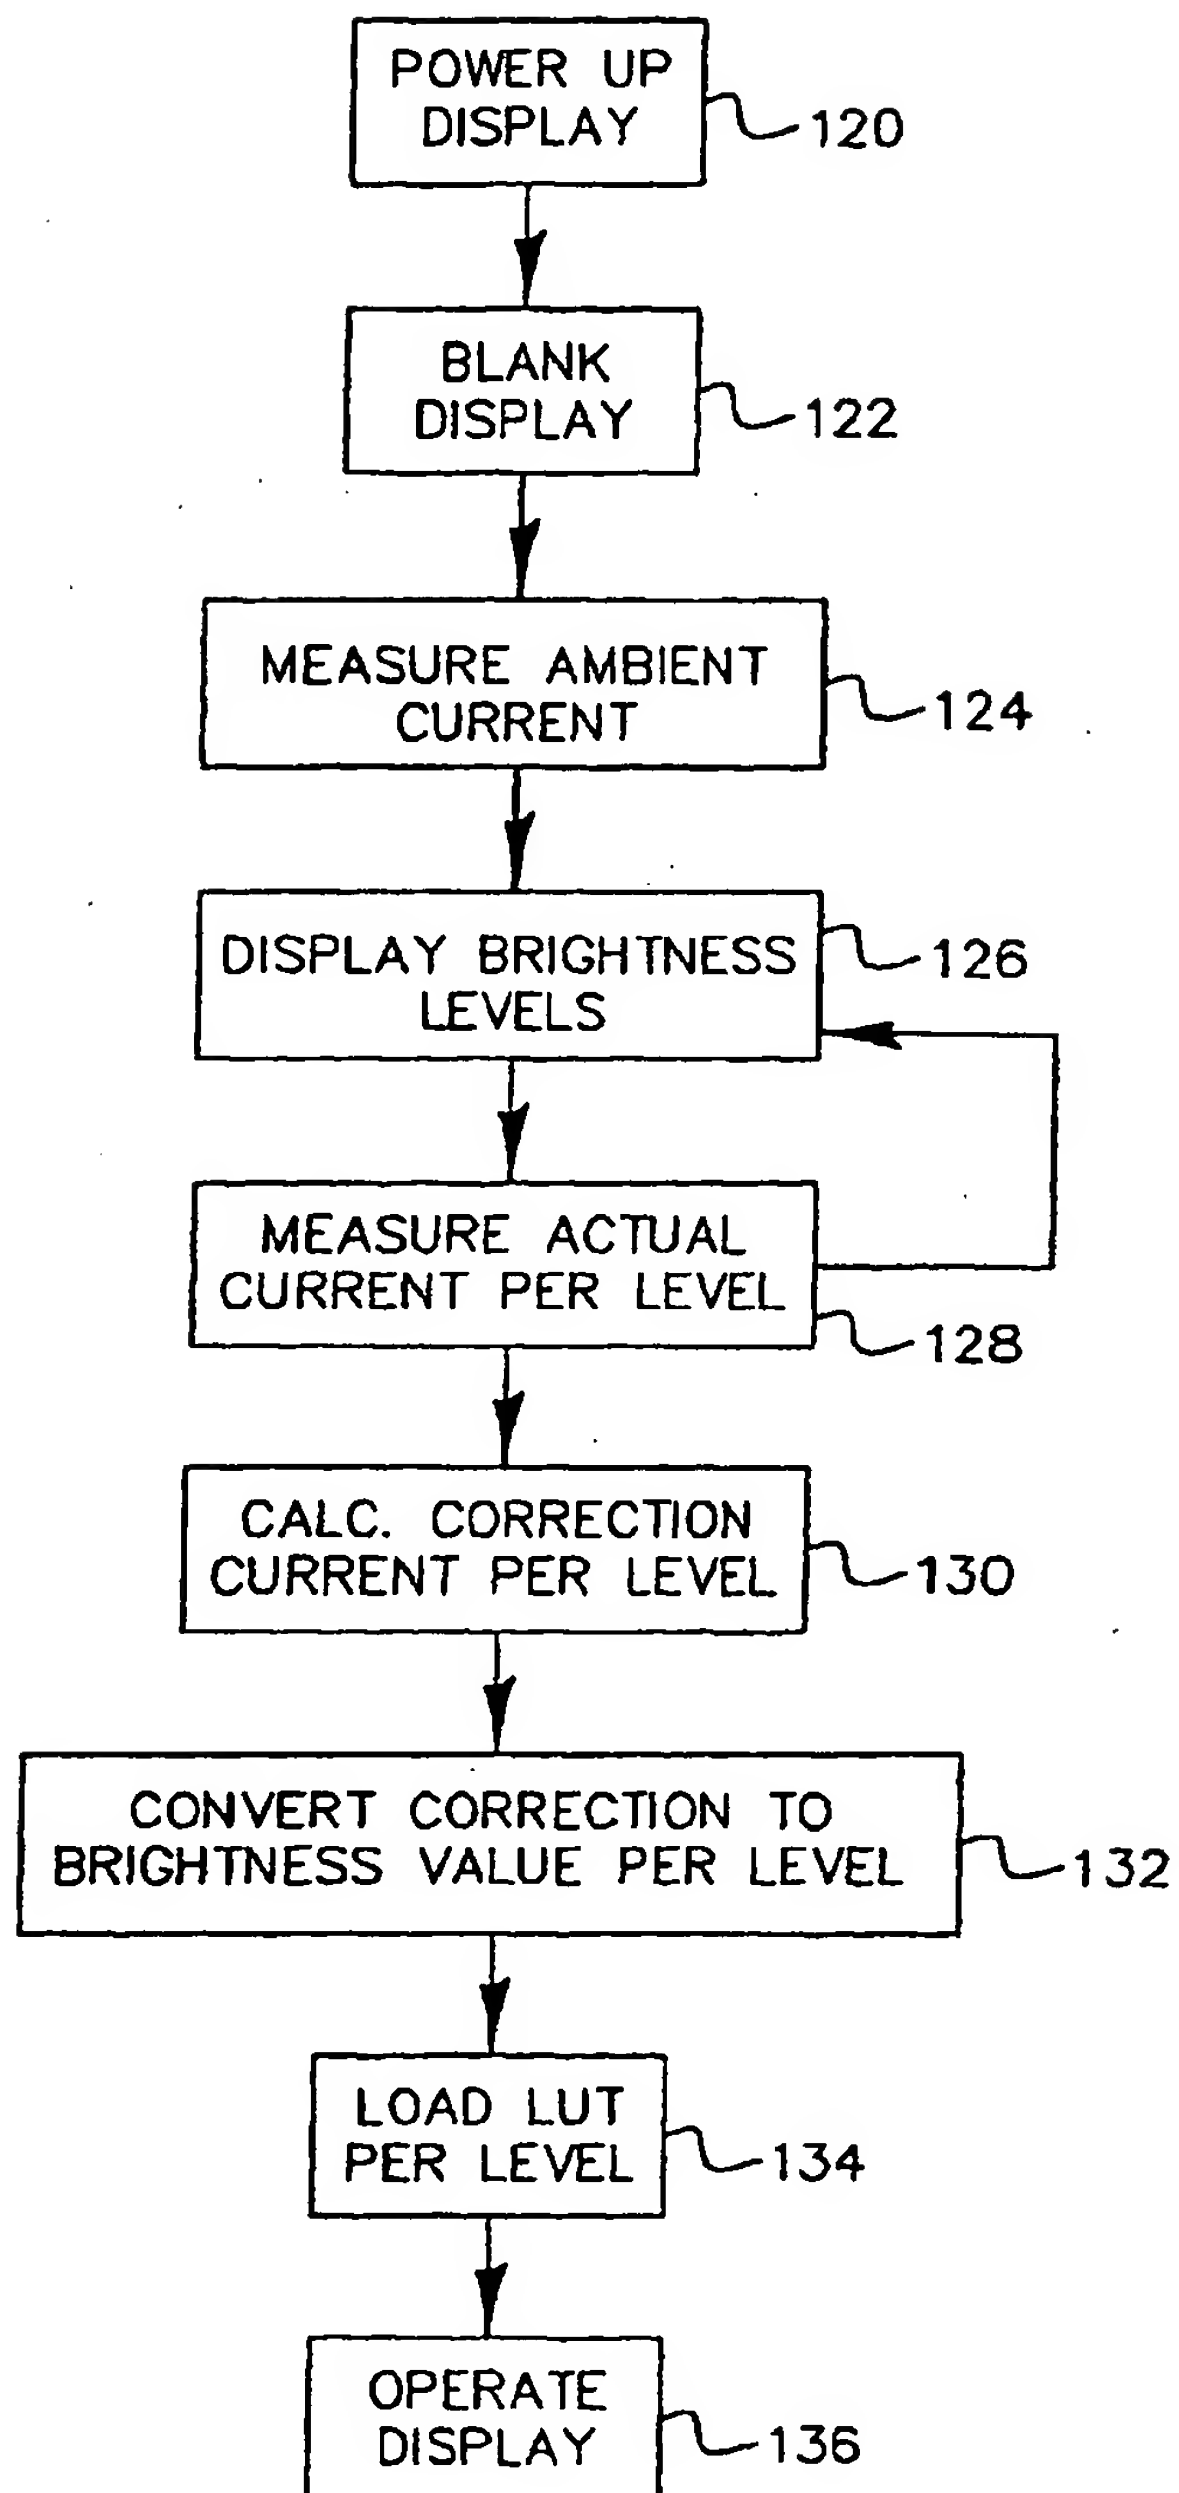 POWER UP
DISPLAY
120
BLANK
DISPLAY
122
MEASURE AMBIENT
CURRENT
124
DISPLAY BRIGHTNESS
LEVELS
126
MEASURE ACTUAL
CURRENT PER LEVEL
128
CALC. CORRECTION
CURRENT PER LEVEL
130
CONVERT CORRECTION TO
BRIGHTNESS VALUE PER LEVEL
132
LOAD LUT
PER LEVEL
134
OPERATE
DISPLAY
136